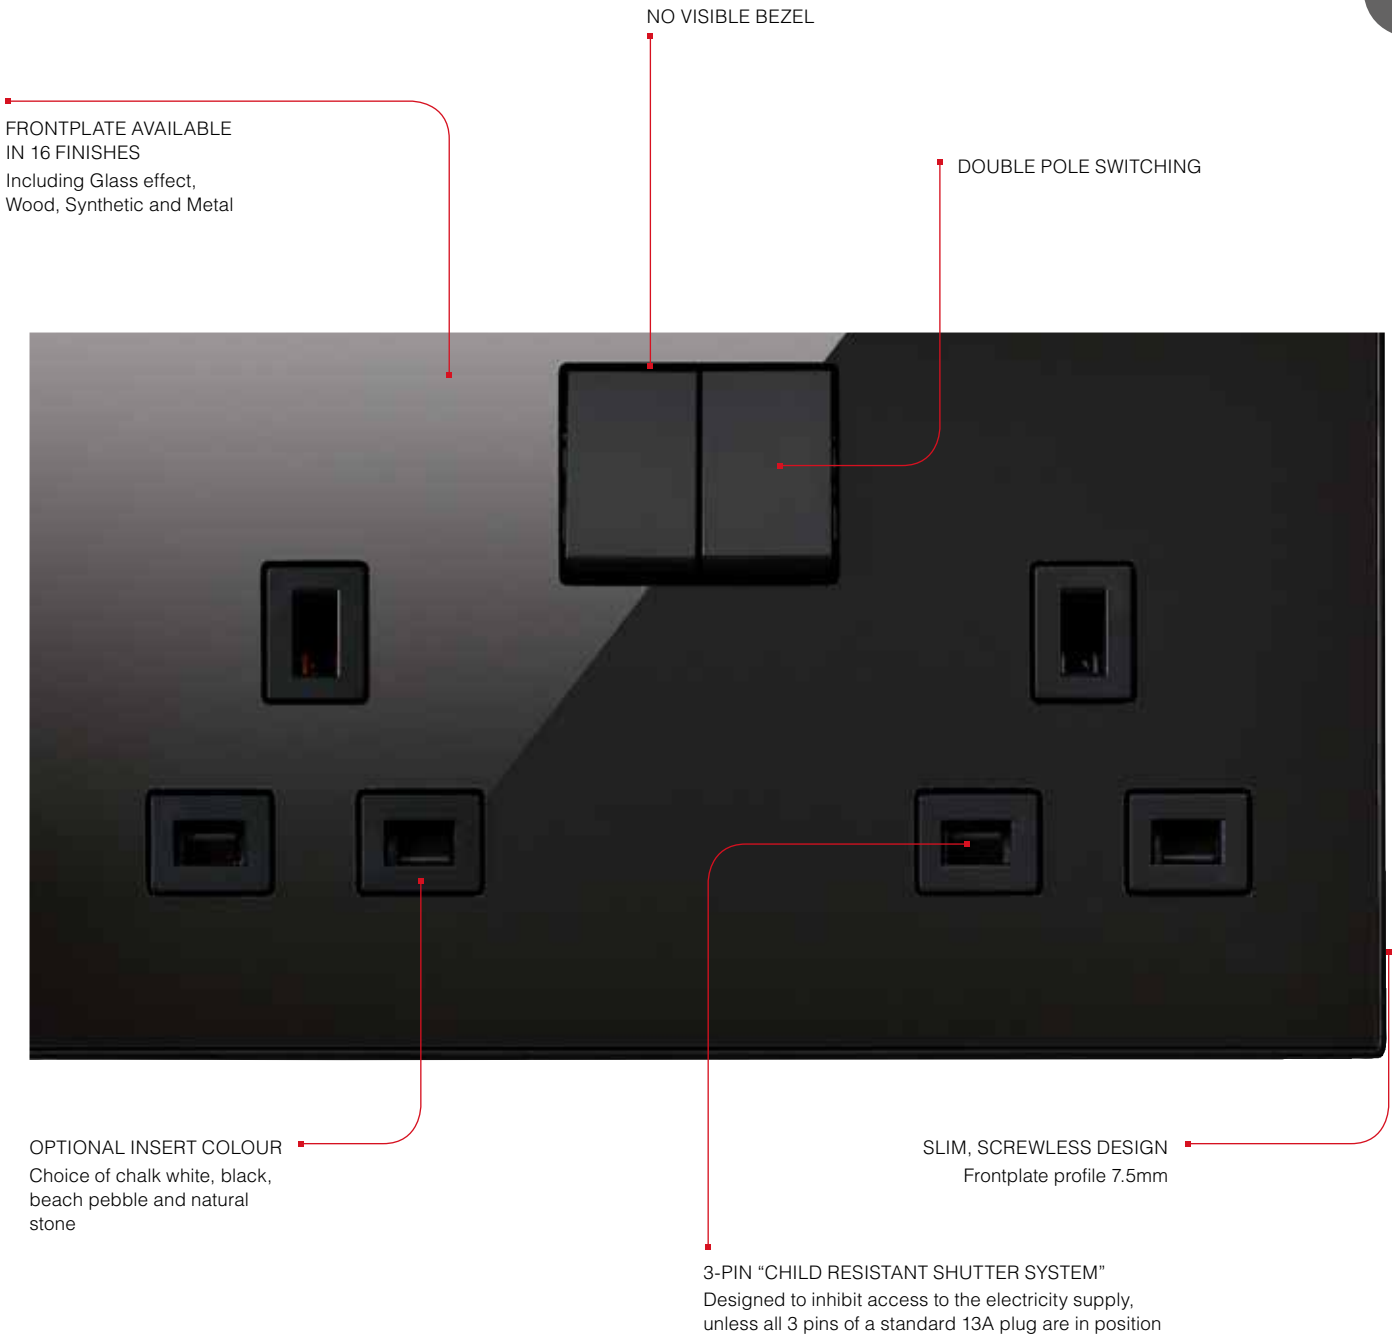 NO VISIBLE BEZEL
FRONTPLATE AVAILABLE
IN 16 FINISHES
Including Glass effect,
Wood, Synthetic and Metal
DOUBLE POLE SWITCHING
OPTIONAL INSERT COLOUR
Choice of chalk white, black,
beach pebble and natural
stone
SLIM, SCREWLESS DESIGN
Frontplate profile 7.5mm
3-PIN “CHILD RESISTANT SHUTTER SYSTEM”
Designed to inhibit access to the electricity supply,
unless all 3 pins of a standard 13A plug are in position